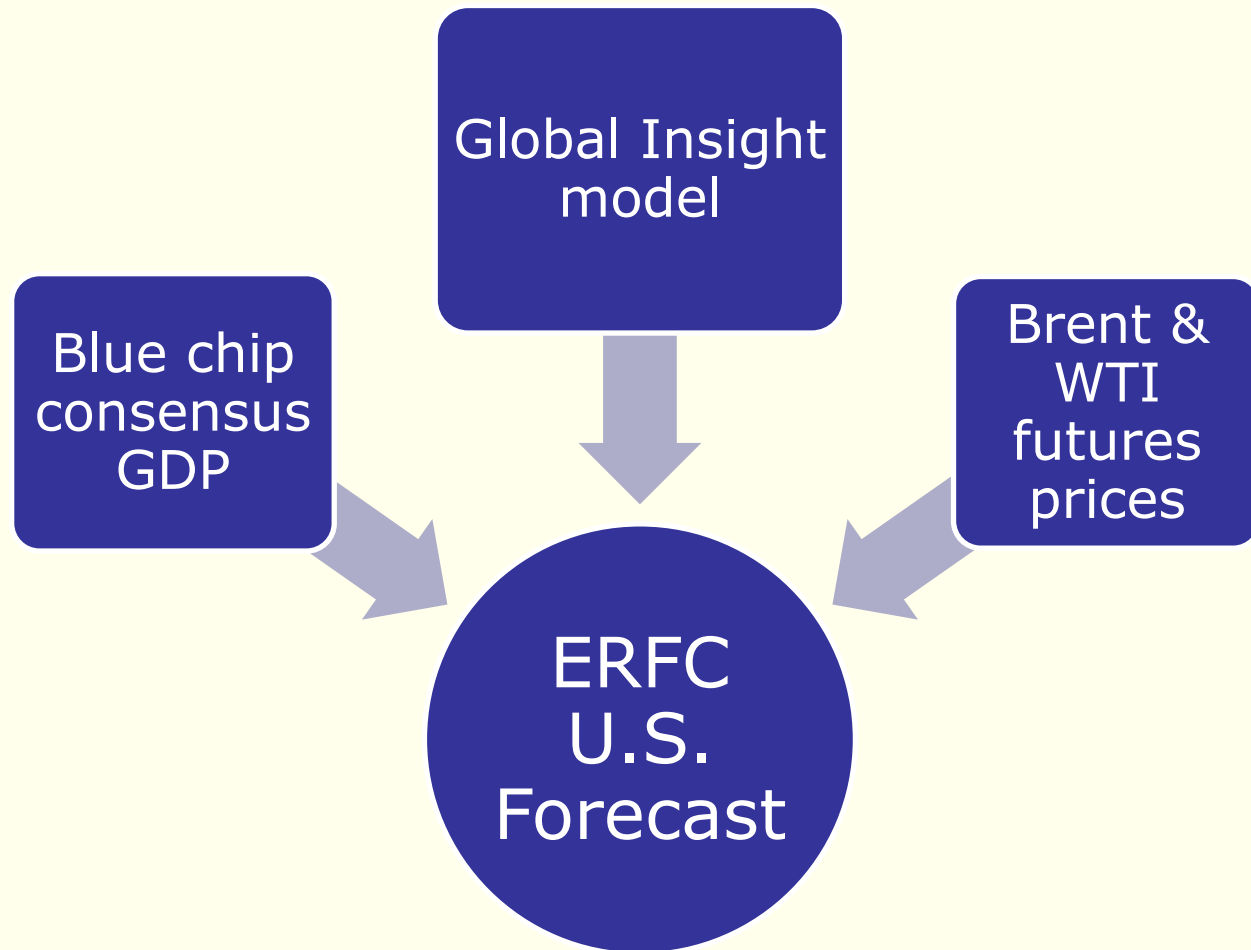 Global Insight
model
Blue chip
consensus
GDP
Brent &
WTI
futures
prices
ERFC
U.S.
Forecast